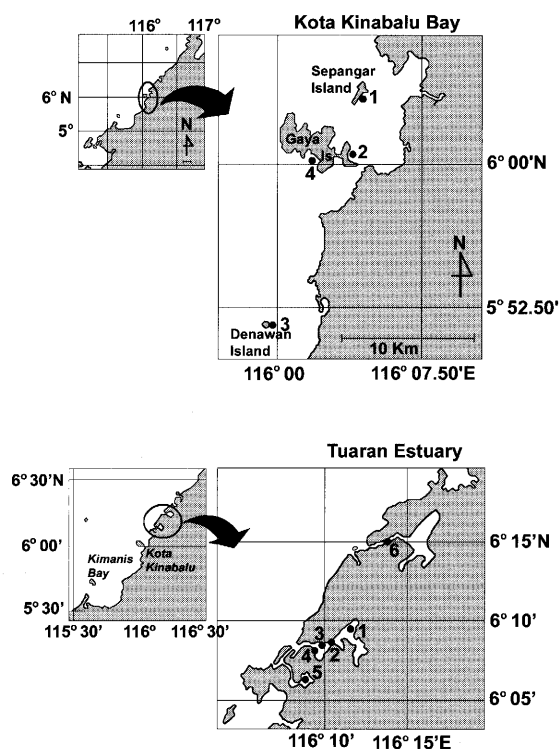 Kota Kinabalu Bay
116° 117°
6° N
5°
N
Sepangar
Island
1
Gaya
Is
2
4
6° 00'N
N
5° 52.50'
3
Denawan
Island
10 Km
116° 00 116° 07.50'E
Tuaran Estuary
6° 30'N
6° 00'
5° 30'
Kimanis
Bay
Kota
Kinabalu
115° 30' 116° 116° 30'
6
6° 15'N
6° 10'
1
3
4
2
5
6° 05'
116° 10' 116° 15'E